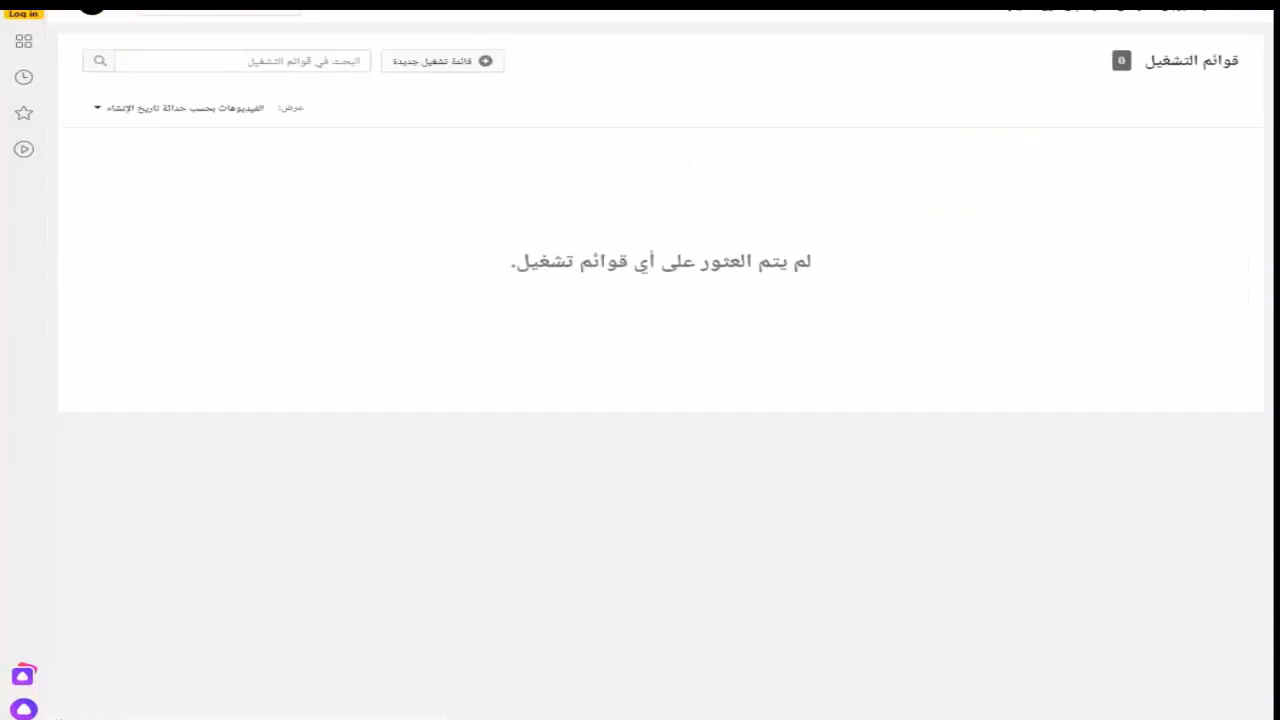 Log in
قوائم التشغيل 0
قائمة تشغيل جديدة
البحث في قوائم التشغيل
عرض: الفيديوهات بحسب حداثة تاريخ الإنشاء
لم يتم العثور على أي قوائم تشغيل.